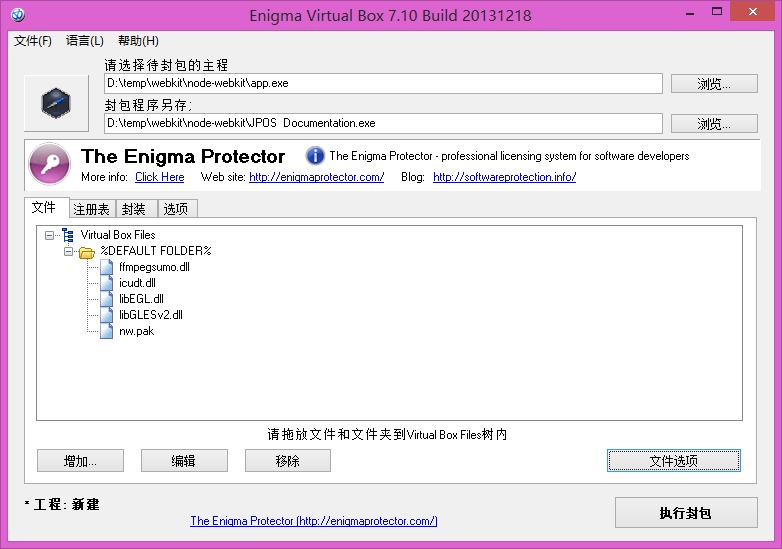 Enigma Virtual Box 7.10 Build 20131218
文件(F) 语言(L) 帮助(H)
请选择待封包的主程
D:\temp\webkit\node-webkit\app.exe 浏览...
封包程序另存;
D:\temp\webkit\node-webkit\JPOS Documentation.exe 浏览...
The Enigma Protector The Enigma Protector - professional licensing system for software developers
More info: Click Here Web site: http://enigmaprotector.com/ Blog: http://softwareprotection.info/
文件 注册表 封装 选项
Virtual Box Files
%DEFAULT FOLDER%
ffmpegsumo.dll
icudt.dll
libEGL.dll
libGLESv2.dll
nw.pak
请拖放文件和文件夹到Virtual Box Files树内
增加... 编辑 移除 文件选项
* 工程: 新建
The Enigma Protector (http://enigmaprotector.com/)
执行封包